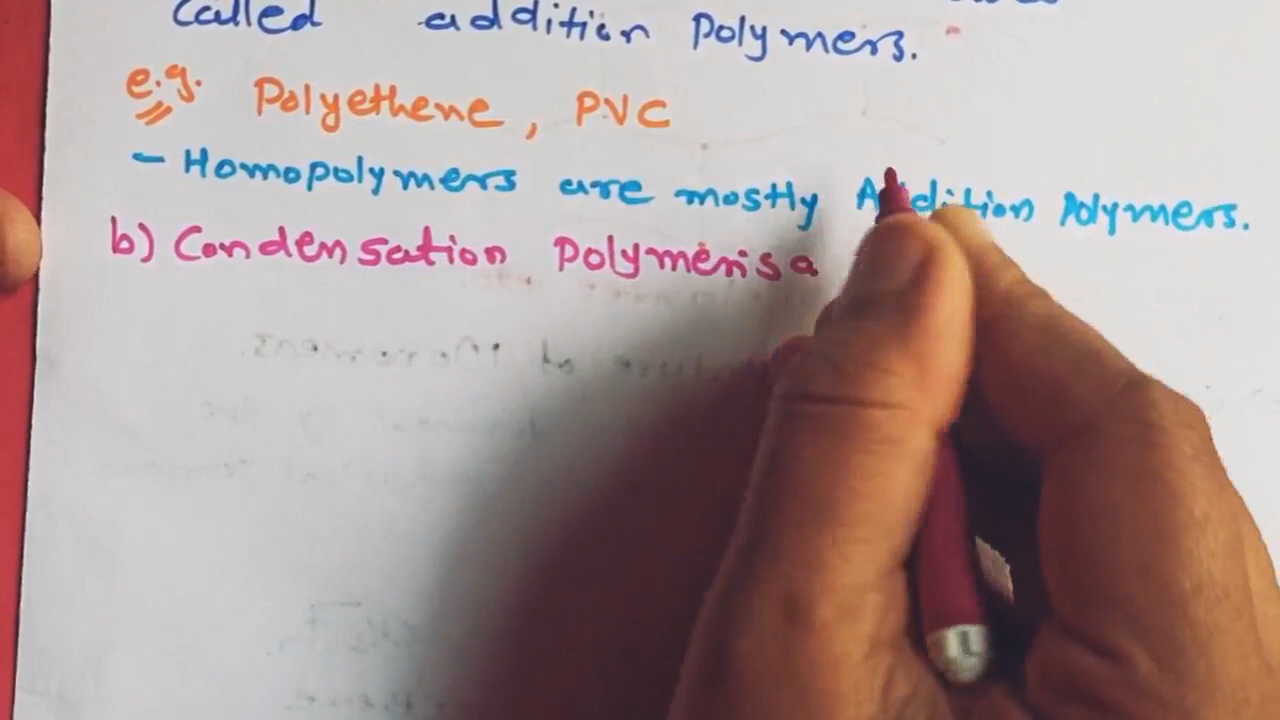 called addition Polymers.
e.g. Polyethene, PVC
- Homopolymers are mostly Addition Polymers.
b) Condensation Polymerisa